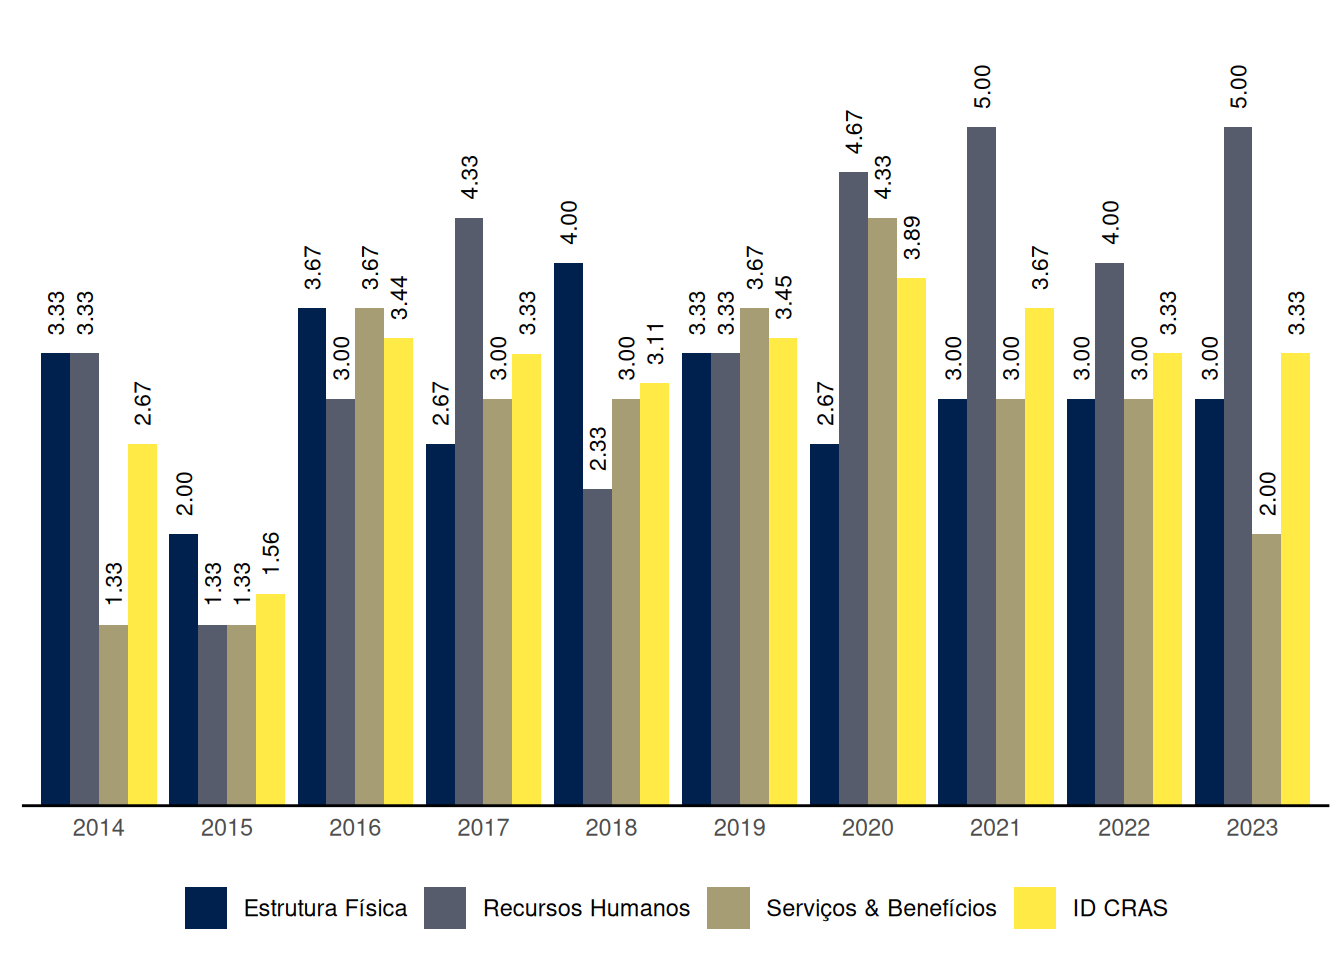 3.33 3.33 1.33 2.67
2.00 1.33 1.33 1.56
3.67 3.00 3.67 3.44
2.67 4.33 3.00 3.33
4.00 2.33 3.00 3.11
3.33 3.33 3.67 3.45
2.67 4.67 4.33 3.89
3.00 5.00 3.00 3.67
3.00 4.00 3.00 3.33
3.00 5.00 2.00 3.33
2014 2015 2016 2017 2018 2019 2020 2021 2022 2023
Estrutura Física Recursos Humanos Serviços & Benefícios ID CRAS